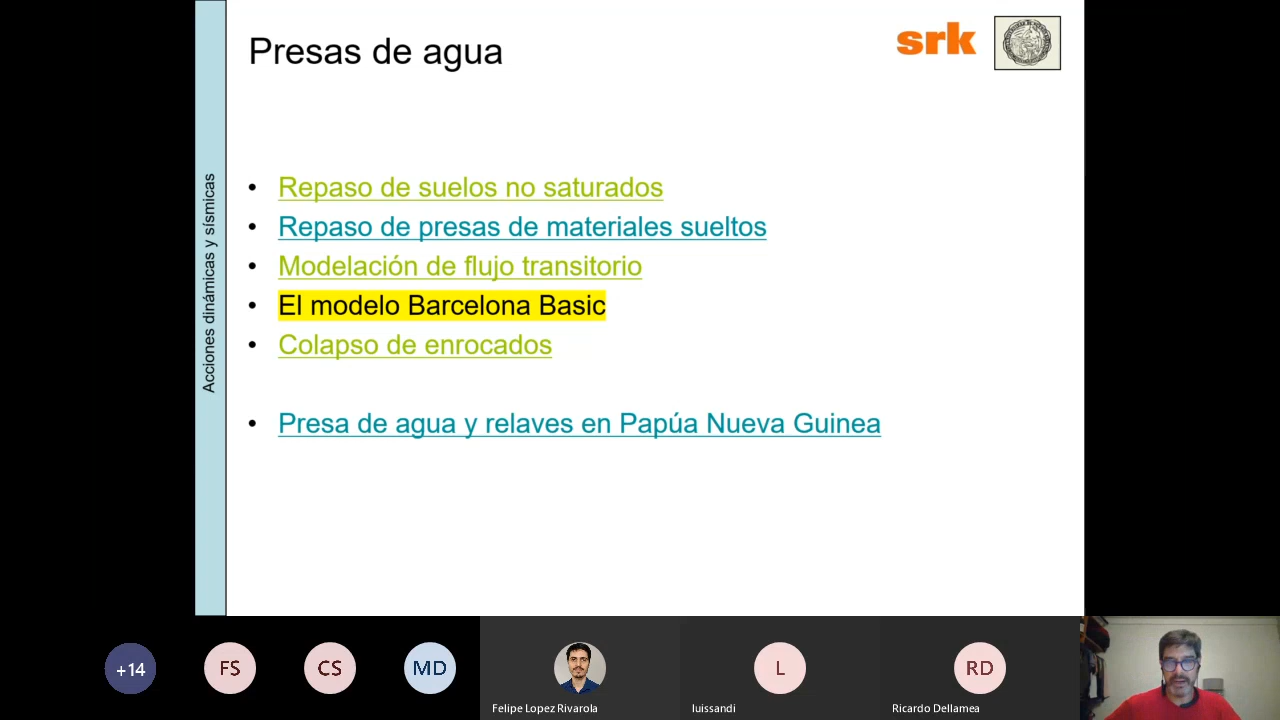 Presas de agua
srk
Acciones dinámicas y sísmicas
• Repaso de suelos no saturados
• Repaso de presas de materiales sueltos
• Modelación de flujo transitorio
• El modelo Barcelona Basic
• Colapso de enrocados
• Presa de agua y relaves en Papúa Nueva Guinea
+14
FS
CS
MD
Felipe Lopez Rivarola
L
luissandi
RD
Ricardo Dellamea